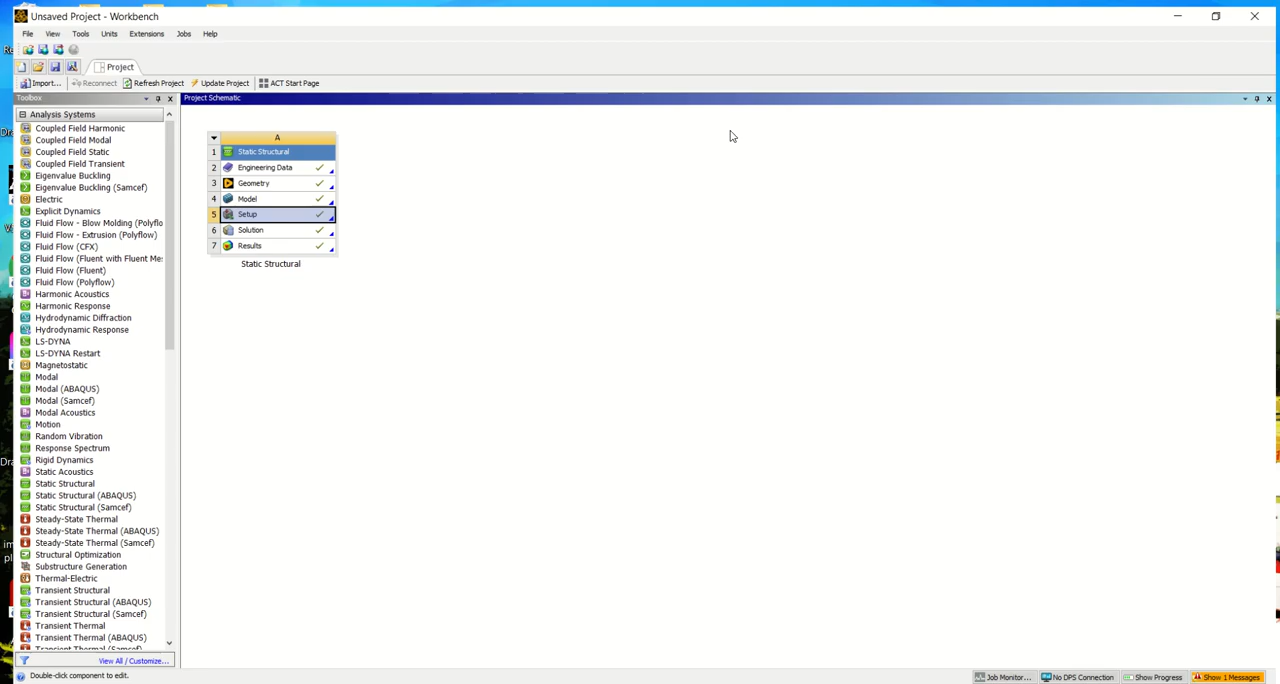 Unsaved Project - Workbench
File View Tools Units Extensions Jobs Help
Project
Import... Reconnect Refresh Project Update Project ACT Start Page
Toolbox
Project Schematic
Analysis Systems
Coupled Field Harmonic
Coupled Field Modal
Coupled Field Static
Coupled Field Transient
Eigenvalue Buckling
Eigenvalue Buckling (Samcef)
Electric
Explicit Dynamics
Fluid Flow - Blow Molding (Polyflo
Fluid Flow - Extrusion (Polyflow)
Fluid Flow (CFX)
Fluid Flow (Fluent with Fluent Me:
Fluid Flow (Fluent)
Fluid Flow (Polyflow)
Harmonic Acoustics
Harmonic Response
Hydrodynamic Diffraction
Hydrodynamic Response
LS-DYNA
LS-DYNA Restart
Magnetostatic
Modal
Modal (ABAQUS)
Modal (Samcef)
Modal Acoustics
Motion
Random Vibration
Response Spectrum
Rigid Dynamics
Static Acoustics
Static Structural
Static Structural (ABAQUS)
Static Structural (Samcef)
Steady-State Thermal
Steady-State Thermal (ABAQUS)
Steady-State Thermal (Samcef)
Structural Optimization
Substructure Generation
Thermal-Electric
Transient Structural
Transient Structural (ABAQUS)
Transient Structural (Samcef)
Transient Thermal
Transient Thermal (ABAQUS)
View All / Customize...
A
1 Static Structural
2 Engineering Data
3 Geometry
4 Model
5 Setup
6 Solution
7 Results
Static Structural
Double-click component to edit.
Job Monitor... No DPS Connection Show Progress Show 1 Messages